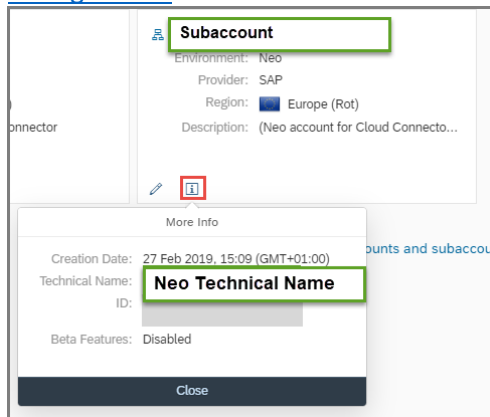 Subaccount
Environment: Neo
Provider: SAP
)
Region: Europe (Rot)
onnector
Description: (Neo account for Cloud Connecto...
i
More Info
ounts and subaccou
Creation Date: 27 Feb 2019, 15:09 (GMT+01:00)
Technical Name: Neo Technical Name
ID:
Beta Features: Disabled
Close